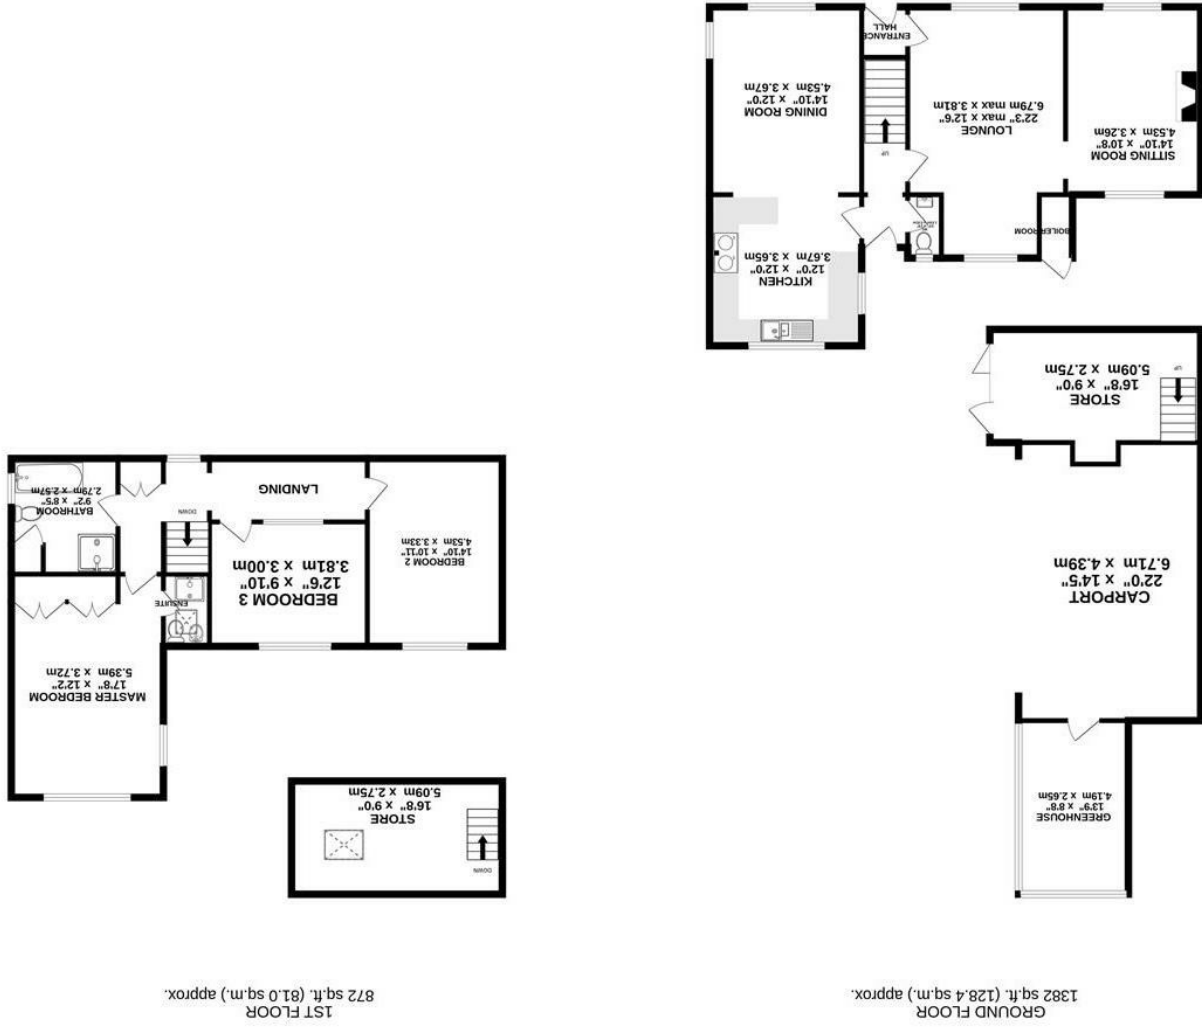 GROUND FLOOR
1382 sq.ft. (128.4 sq.m.) approx.
GREENHOUSE
13'9" x 8'8"
4.19m x 2.65m
CARPORT
22'0" x 14'5"
6.71m x 4.39m
UP
STORE
16'8" x 9'0"
5.09m x 2.75m
BOILER ROOM
KITCHEN
12'0" x 12'0"
3.67m x 3.65m
SITTING ROOM
14'10" x 10'8"
4.53m x 3.26m
LOUNGE
22'3" max x 12'6"
6.79m max x 3.81m
UP
DINING ROOM
14'10" x 12'0"
4.53m x 3.67m
ENTRANCE
HALL
1ST FLOOR
872 sq.ft. (81.0 sq.m.) approx.
DOWN
STORE
16'8" x 9'0"
5.09m x 2.75m
MASTER BEDROOM
17'8" x 12'2"
5.39m x 3.72m
ENSUITE
BEDROOM 3
12'6" x 9'10"
3.81m x 3.00m
BEDROOM 2
14'10" x 10'11"
4.53m x 3.33m
DOWN
BATHROOM
9'2" x 8'5"
2.79m x 2.57m
LANDING